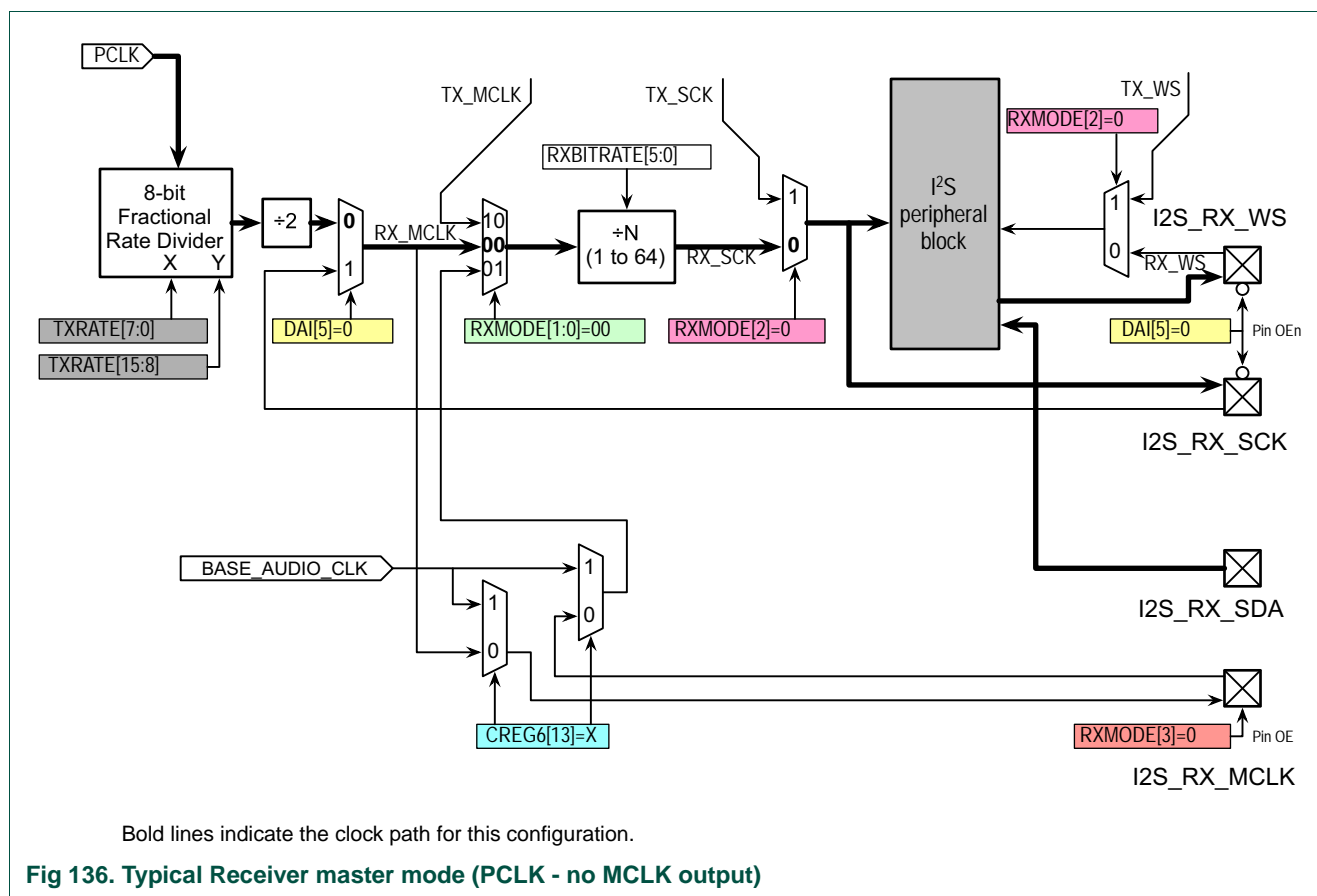 PCLK
TX_MCLK
TX_SCK
TX_WS
RXMODE[2]=0
RXBITRATE[5:0]
8-bit
Fractional
Rate Divider
X Y
÷2
0
1
RX_MCLK
10
00
01
÷N
(1 to 64)
RX_SCK
1
0
I²S
peripheral
block
1
0
I2S_RX_WS
RX_WS
TXRATE[7:0]
TXRATE[15:8]
DAI[5]=0
RXMODE[1:0]=00
RXMODE[2]=0
DAI[5]=0
Pin OEn
I2S_RX_SCK
BASE_AUDIO_CLK
1
0
1
0
I2S_RX_SDA
CREG6[13]=X
RXMODE[3]=0
Pin OE
I2S_RX_MCLK
Bold lines indicate the clock path for this configuration.
Fig 136. Typical Receiver master mode (PCLK - no MCLK output)